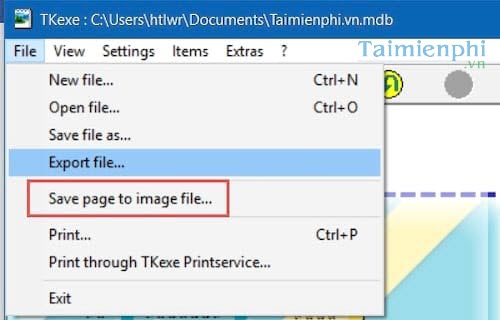 TKexe : C:\Users\htlwr\Documents\Taimienphi.vn.mdb
File View Settings Items Extras ?
Taimienphi
.vn
New file... Ctrl+N
Open file... Ctrl+O
Save file as...
Export file...
Save page to image file...
Print... Ctrl+P
Print through TKexe Printservice...
Exit